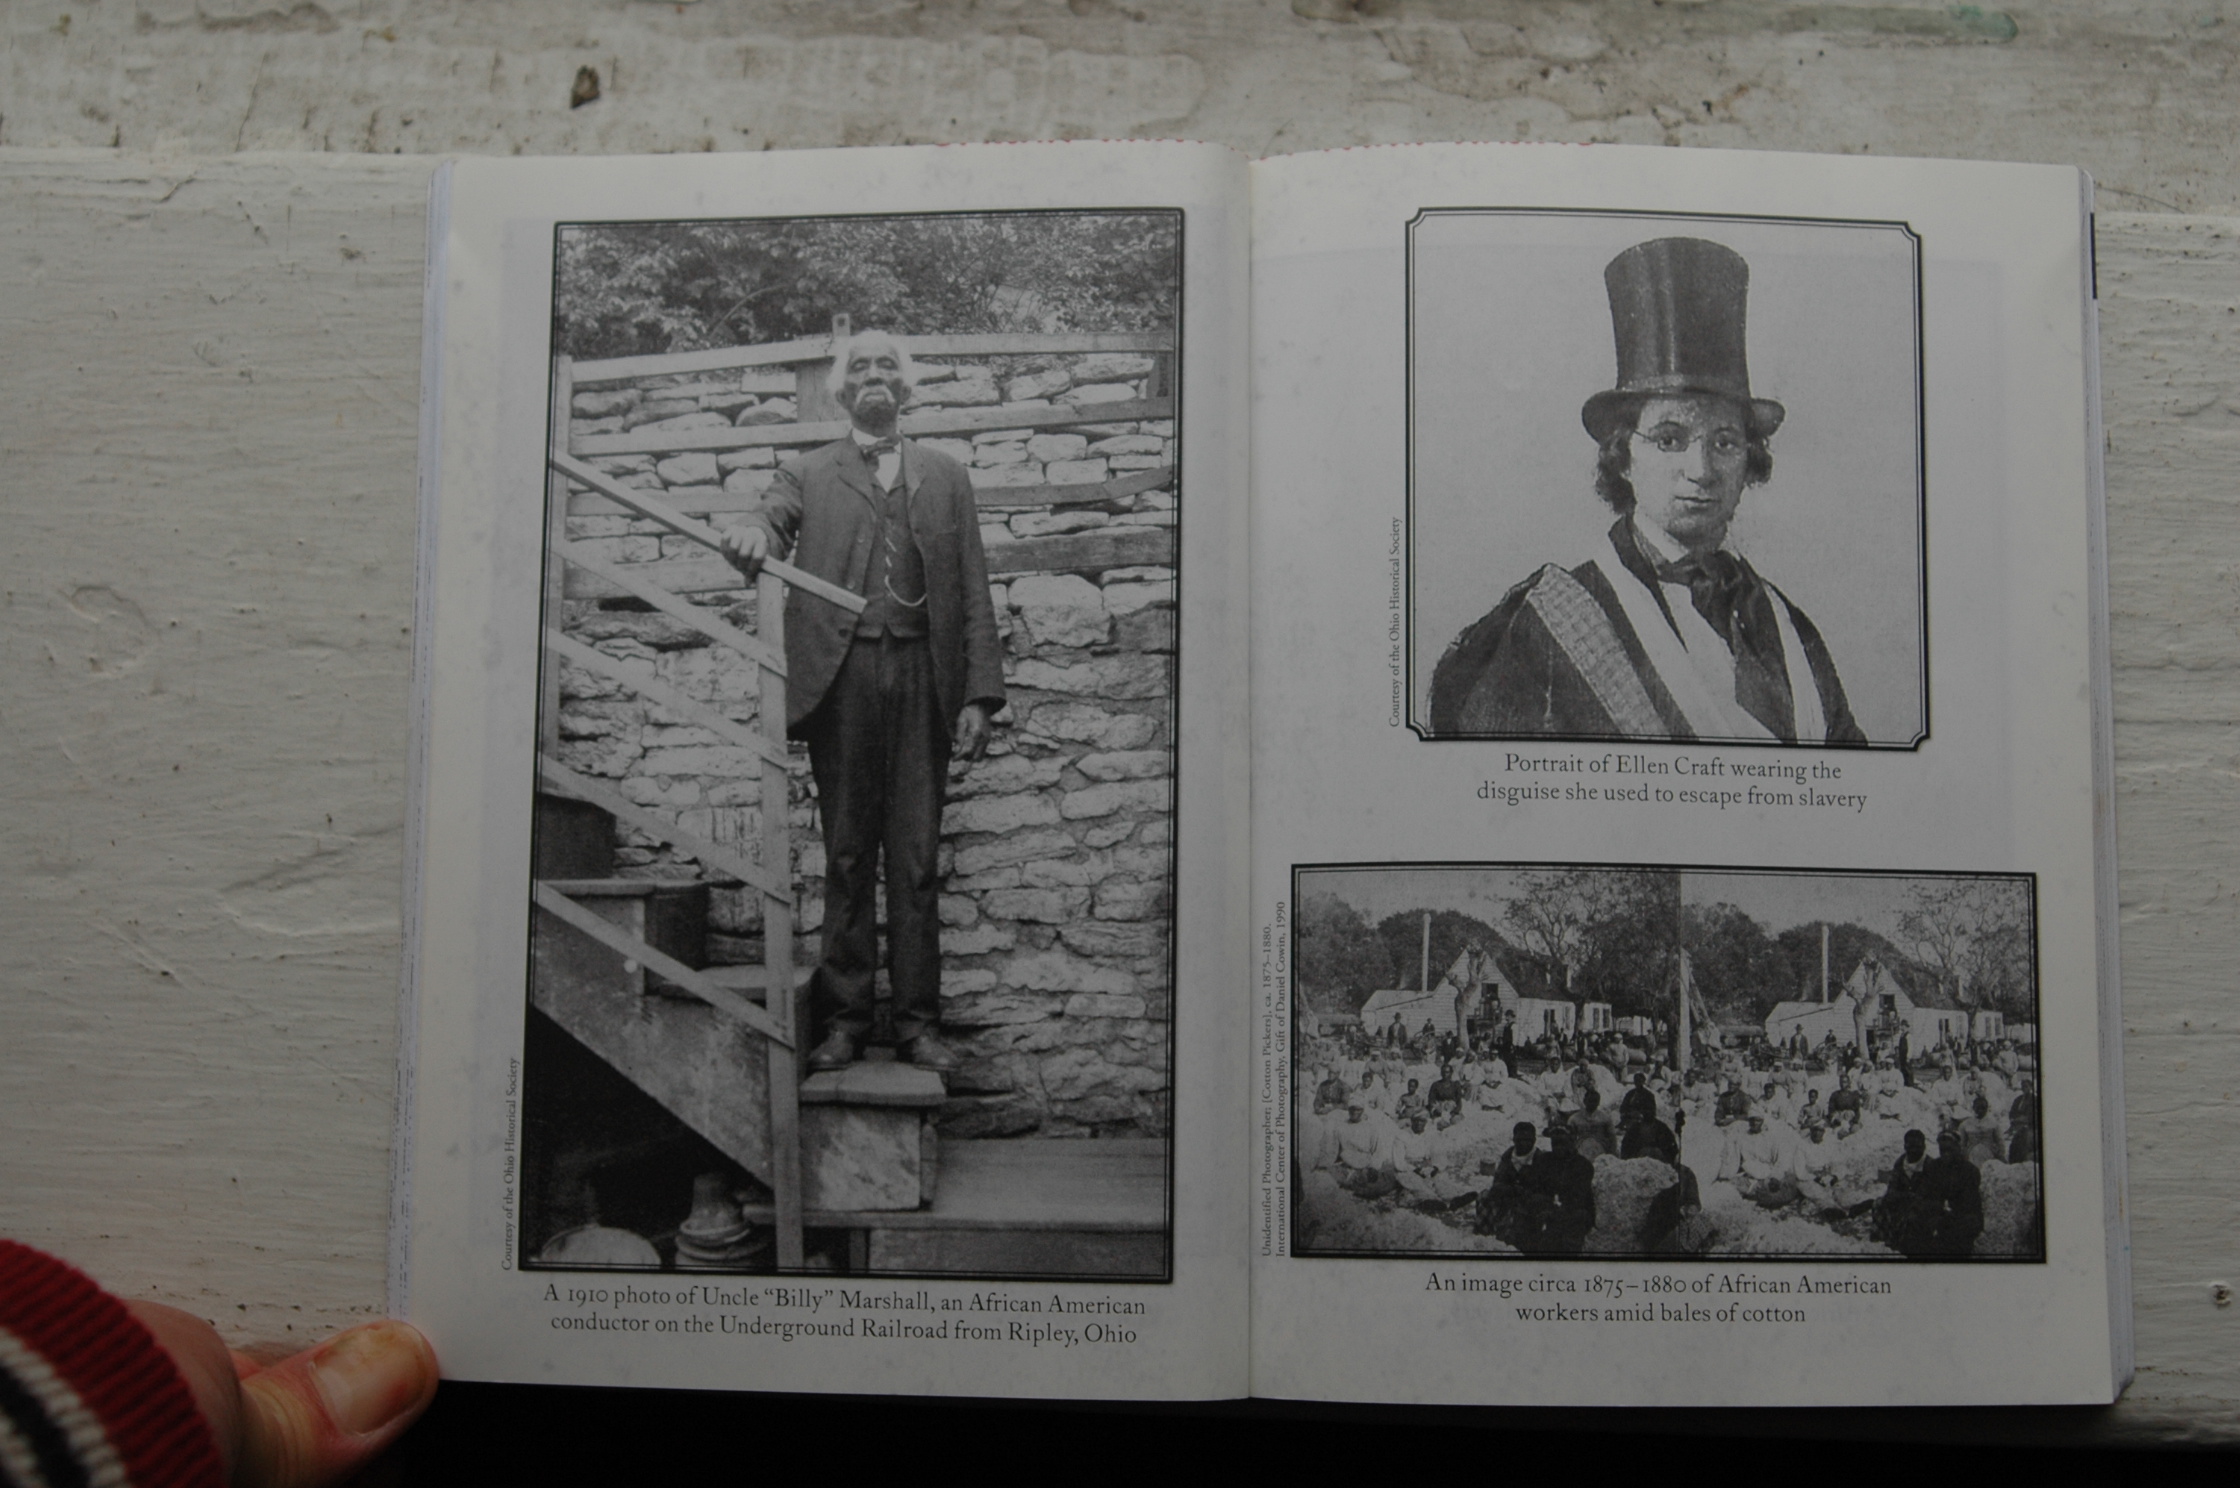 Courtesy of the Ohio Historical Society
A 1910 photo of Uncle “Billy” Marshall, an African American
conductor on the Underground Railroad from Ripley, Ohio
Courtesy of the Ohio Historical Society
Portrait of Ellen Craft wearing the
disguise she used to escape from slavery
Unidentified Photographer; [Cotton Pickers], ca. 1875–1880.
International Center of Photography, Gift of Daniel Cowin, 1990
An image circa 1875–1880 of African American
workers amid bales of cotton